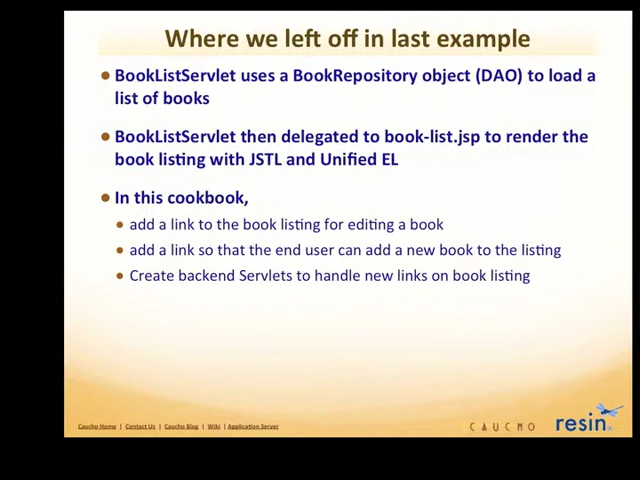 Where we left off in last example
BookListServlet uses a BookRepository object (DAO) to load a
list of books
BookListServlet then delegated to book-list.jsp to render the
book listing with JSTL and Unified EL
In this cookbook,
add a link to the book listing for editing a book
add a link so that the end user can add a new book to the listing
Create backend Servlets to handle new links on book listing
Caucho Home | Contact Us | Caucho Blog | Wiki | Application Server
CAUCHO
resin